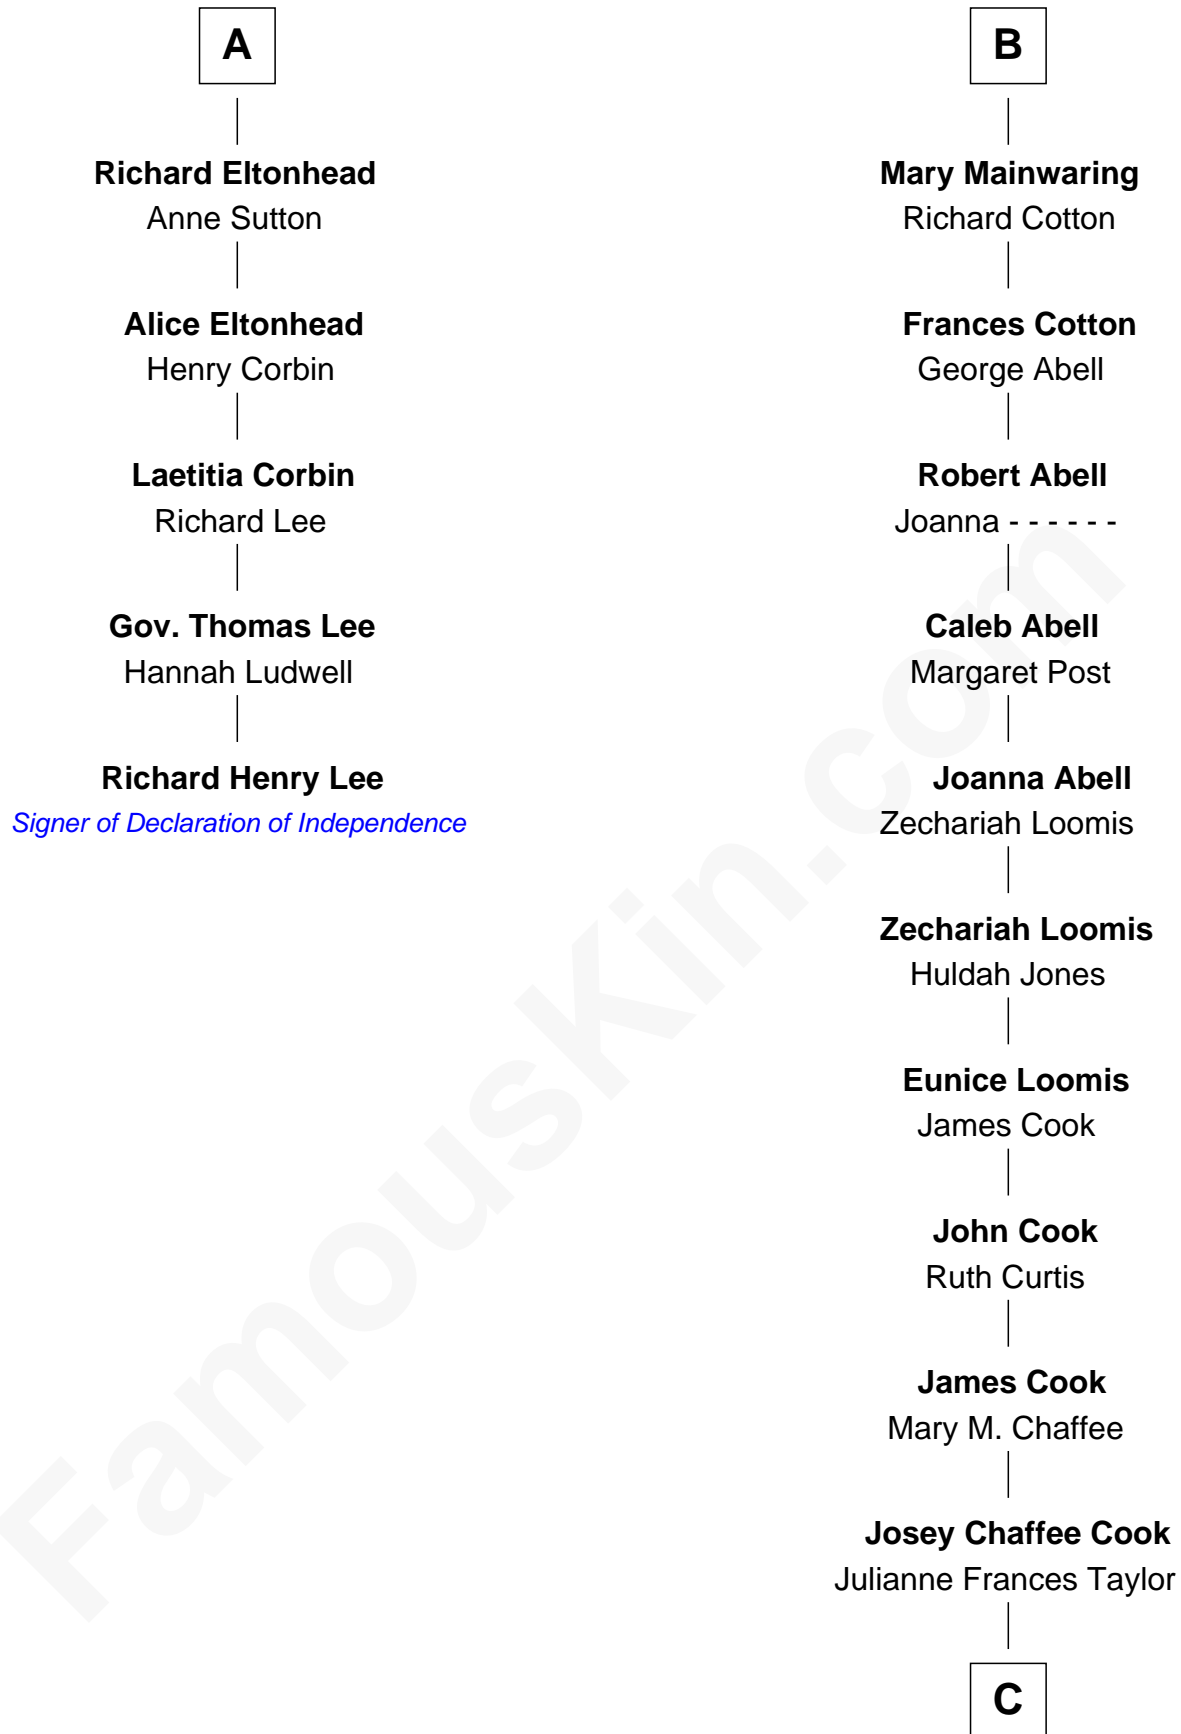 A
Richard Eltonhead
Anne Sutton
Alice Eltonhead
Henry Corbin
Laetitia Corbin
Richard Lee
Gov. Thomas Lee
Hannah Ludwell
Richard Henry Lee
Signer of Declaration of Independence
B
Mary Mainwaring
Richard Cotton
Frances Cotton
George Abell
Robert Abell
Joanna - - - - - -
Caleb Abell
Margaret Post
Joanna Abell
Zechariah Loomis
Zechariah Loomis
Huldah Jones
Eunice Loomis
James Cook
John Cook
Ruth Curtis
James Cook
Mary M. Chaffee
Josey Chaffee Cook
Julianne Frances Taylor
C
FamousKin.com